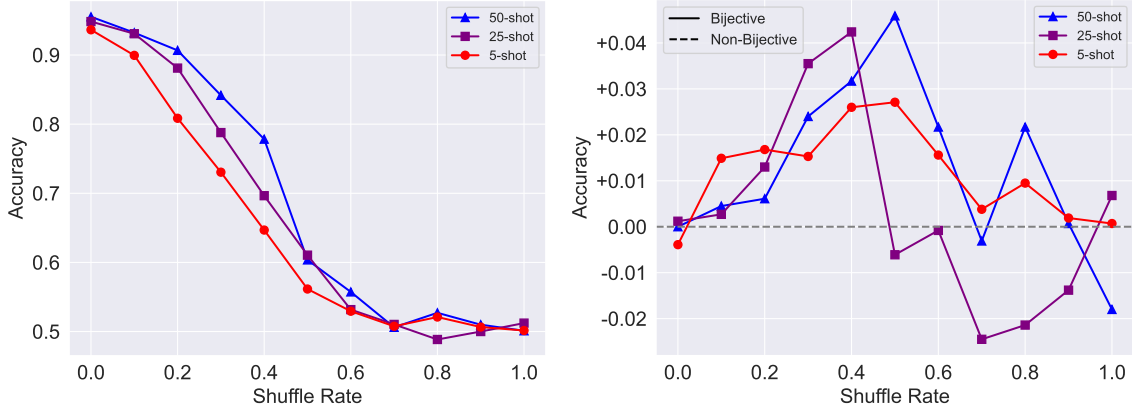 50-shot
25-shot
5-shot
Accuracy
0.9
0.8
0.7
0.6
0.5
0.0 0.2 0.4 0.6 0.8 1.0
Shuffle Rate
Bijective
Non-Bijective
50-shot
25-shot
5-shot
Accuracy
+0.04
+0.03
+0.02
+0.01
0.00
-0.01
-0.02
0.0 0.2 0.4 0.6 0.8 1.0
Shuffle Rate